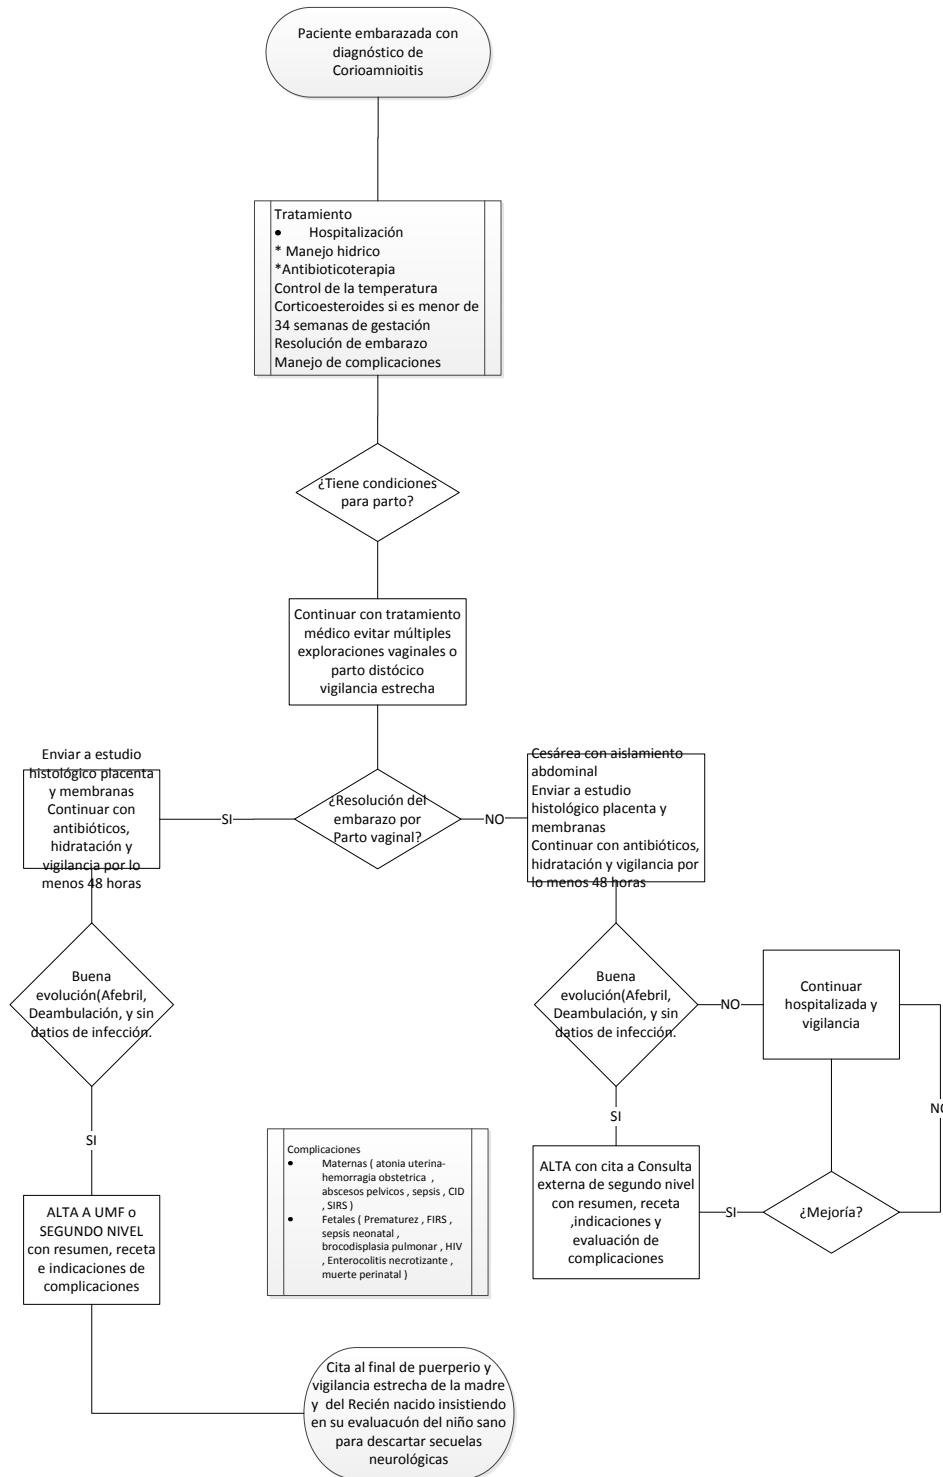 Paciente embarazada con
diagnóstico de
Corioamnioitis
Tratamiento
• Hospitalización
* Manejo hidrico
*Antibioticoterapia
Control de la temperatura
Corticoesteroides si es menor de
34 semanas de gestación
Resolución de embarazo
Manejo de complicaciones
¿Tiene condiciones
para parto?
Continuar con tratamiento
médico evitar múltiples
exploraciones vaginales o
parto distócico
vigilancia estrecha
¿Resolución del
embarazo por
Parto vaginal?
SI
NO
Enviar a estudio
histológico placenta
y membranas
Continuar con
antibióticos,
hidratación y
vigilancia por lo
menos 48 horas
Cesárea con aislamiento
abdominal
Enviar a estudio
histológico placenta y
membranas
Continuar con antibióticos,
hidratación y vigilancia por
lo menos 48 horas
Buena
evolución(Afebril,
Deambulación, y sin
datios de infección.
SI
Buena
evolución(Afebril,
Deambulación, y sin
datios de infección.
NO
Continuar
hospitalizada y
vigilancia
NO
SI
ALTA A UMF o
SEGUNDO NIVEL
con resumen, receta
e indicaciones de
complicaciones
Complicaciones
• Maternas ( atonia uterina-
hemorragia obstetrica ,
abscesos pelvicos , sepsis , CID
, SIRS )
• Fetales ( Prematurez , FIRS ,
sepsis neonatal ,
brocodisplasia pulmonar , HIV
, Enterocolitis necrotizante ,
muerte perinatal )
ALTA con cita a Consulta
externa de segundo nivel
con resumen, receta
,indicaciones y
evaluación de
complicaciones
SI
¿Mejoría?
Cita al final de puerperio y
vigilancia estrecha de la madre
y del Recién nacido insistiendo
en su evaluacuón del niño sano
para descartar secuelas
neurológicas